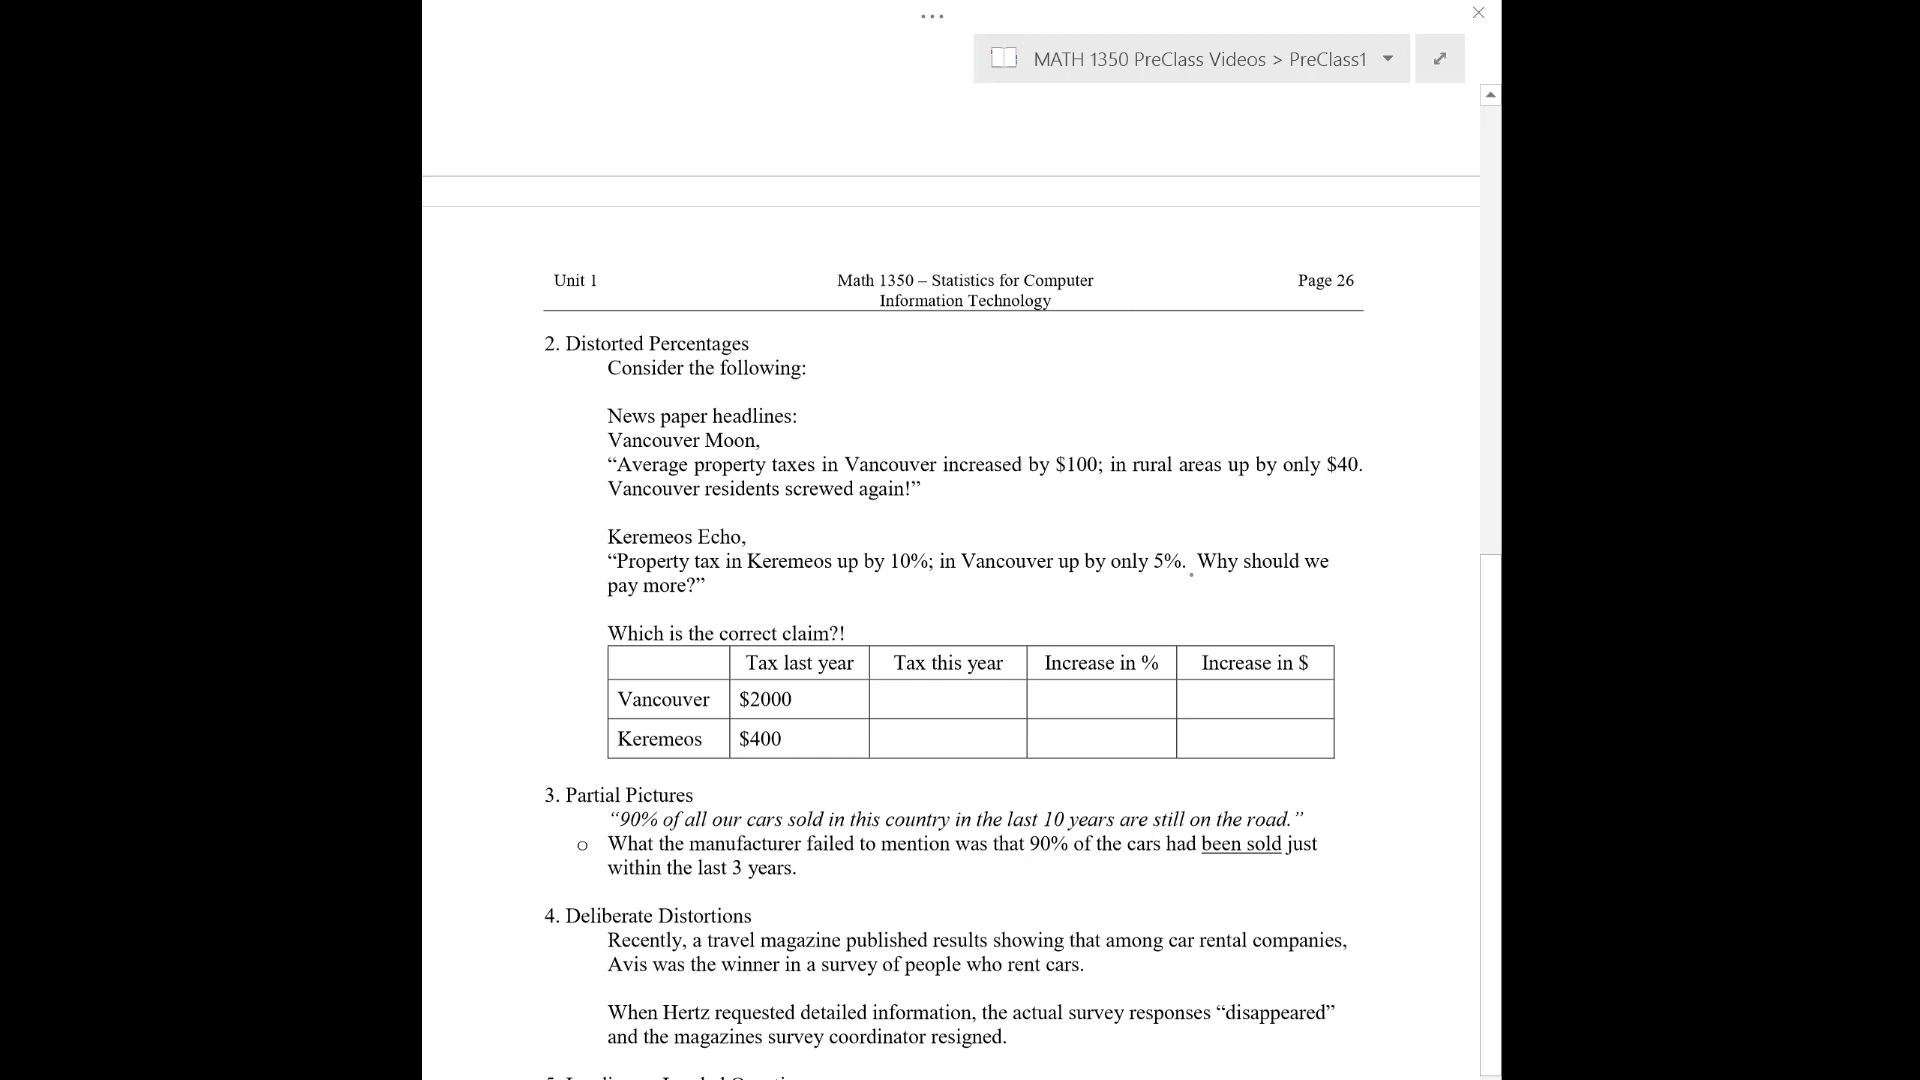 MATH 1350 PreClass Videos > PreClass1
Unit 1 Math 1350 – Statistics for Computer Page 26
Information Technology
2. Distorted Percentages
Consider the following:
News paper headlines:
Vancouver Moon,
“Average property taxes in Vancouver increased by $100; in rural areas up by only $40.
Vancouver residents screwed again!”
Keremeos Echo,
“Property tax in Keremeos up by 10%; in Vancouver up by only 5%. Why should we
pay more?”
Which is the correct claim?!
Tax last year Tax this year Increase in % Increase in $
Vancouver $2000
Keremeos $400
3. Partial Pictures
“90% of all our cars sold in this country in the last 10 years are still on the road.”
o What the manufacturer failed to mention was that 90% of the cars had been sold just
within the last 3 years.
4. Deliberate Distortions
Recently, a travel magazine published results showing that among car rental companies,
Avis was the winner in a survey of people who rent cars.
When Hertz requested detailed information, the actual survey responses “disappeared”
and the magazines survey coordinator resigned.